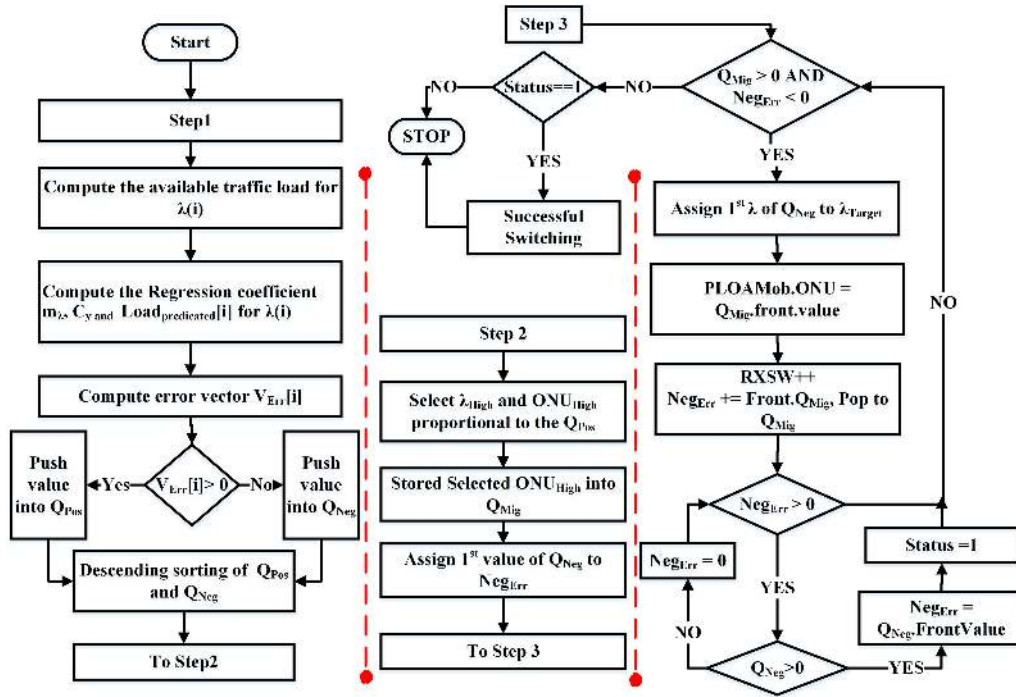 Start
Step1
Compute the available traffic load for
λ(i)
Compute the Regression coefficient
mλ, Cy and Loadpredicated[i] for λ(i)
Compute error vector VErr[i]
VErr[i]> 0
Yes
No
Push
value
into QPos
Push
value
into QNeg
Descending sorting of QPos
and QNeg
To Step2
Step 2
Select λHigh and ONUHigh
proportional to the QPos
Stored Selected ONUHigh into
QMig
Assign 1st value of QNeg to
NegErr
To Step 3
Step 3
QMig > 0 AND
NegErr < 0
NO
Status==1
NO
STOP
YES
Successful
Switching
YES
Assign 1st λ of QNeg to λTarget
PLOAMob.ONU =
QMig.front.value
RXSW++
NegErr += Front.QMig, Pop to
QMig
NegErr > 0
NO
YES
NegErr = 0
NO
QNeg>0
YES
NegErr =
QNeg.FrontValue
Status =1